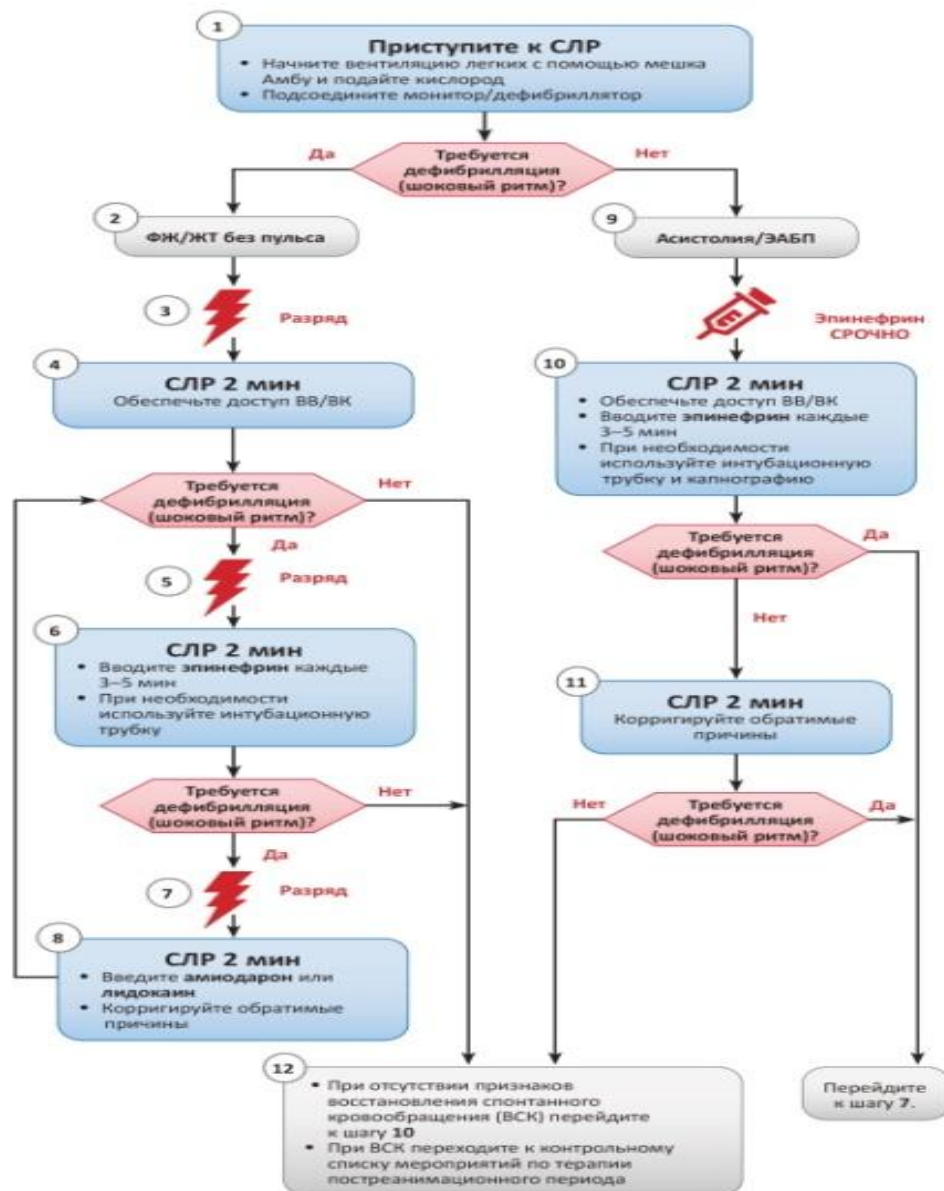 1
Приступите к СЛР
• Начните вентиляцию легких с помощью мешка
Амбу и подайте кислород
• Подсоедините монитор/дефибриллятор
Да
Требуется
дефибрилляция
(шоковый ритм)?
Нет
2
ФЖ/ЖТ без пульса
9
Асистолия/ЭАБП
3
Разряд
Эпинефрин
СРОЧНО
4
СЛР 2 мин
Обеспечьте доступ ВВ/ВК
10
СЛР 2 мин
• Обеспечьте доступ ВВ/ВК
• Вводите эпинефрин каждые
3–5 мин
• При необходимости
используйте интубационную
трубку и капнографию
Требуется
дефибрилляция
(шоковый ритм)?
Нет
Да
Требуется
дефибрилляция
(шоковый ритм)?
Да
Нет
5
Разряд
6
СЛР 2 мин
• Вводите эпинефрин каждые
3–5 мин
• При необходимости
используйте интубационную
трубку
11
СЛР 2 мин
Корригируйте обратимые
причины
Требуется
дефибрилляция
(шоковый ритм)?
Нет
Да
Нет
Требуется
дефибрилляция
(шоковый ритм)?
Да
7
Разряд
8
СЛР 2 мин
• Введите амиодарон или
лидокаин
• Корригируйте обратимые
причины
12
• При отсутствии признаков
восстановления спонтанного
кровообращения (ВСК) перейдите
к шагу 10
• При ВСК переходите к контрольному
списку мероприятий по терапии
постреанимационного периода
Перейдите
к шагу 7.